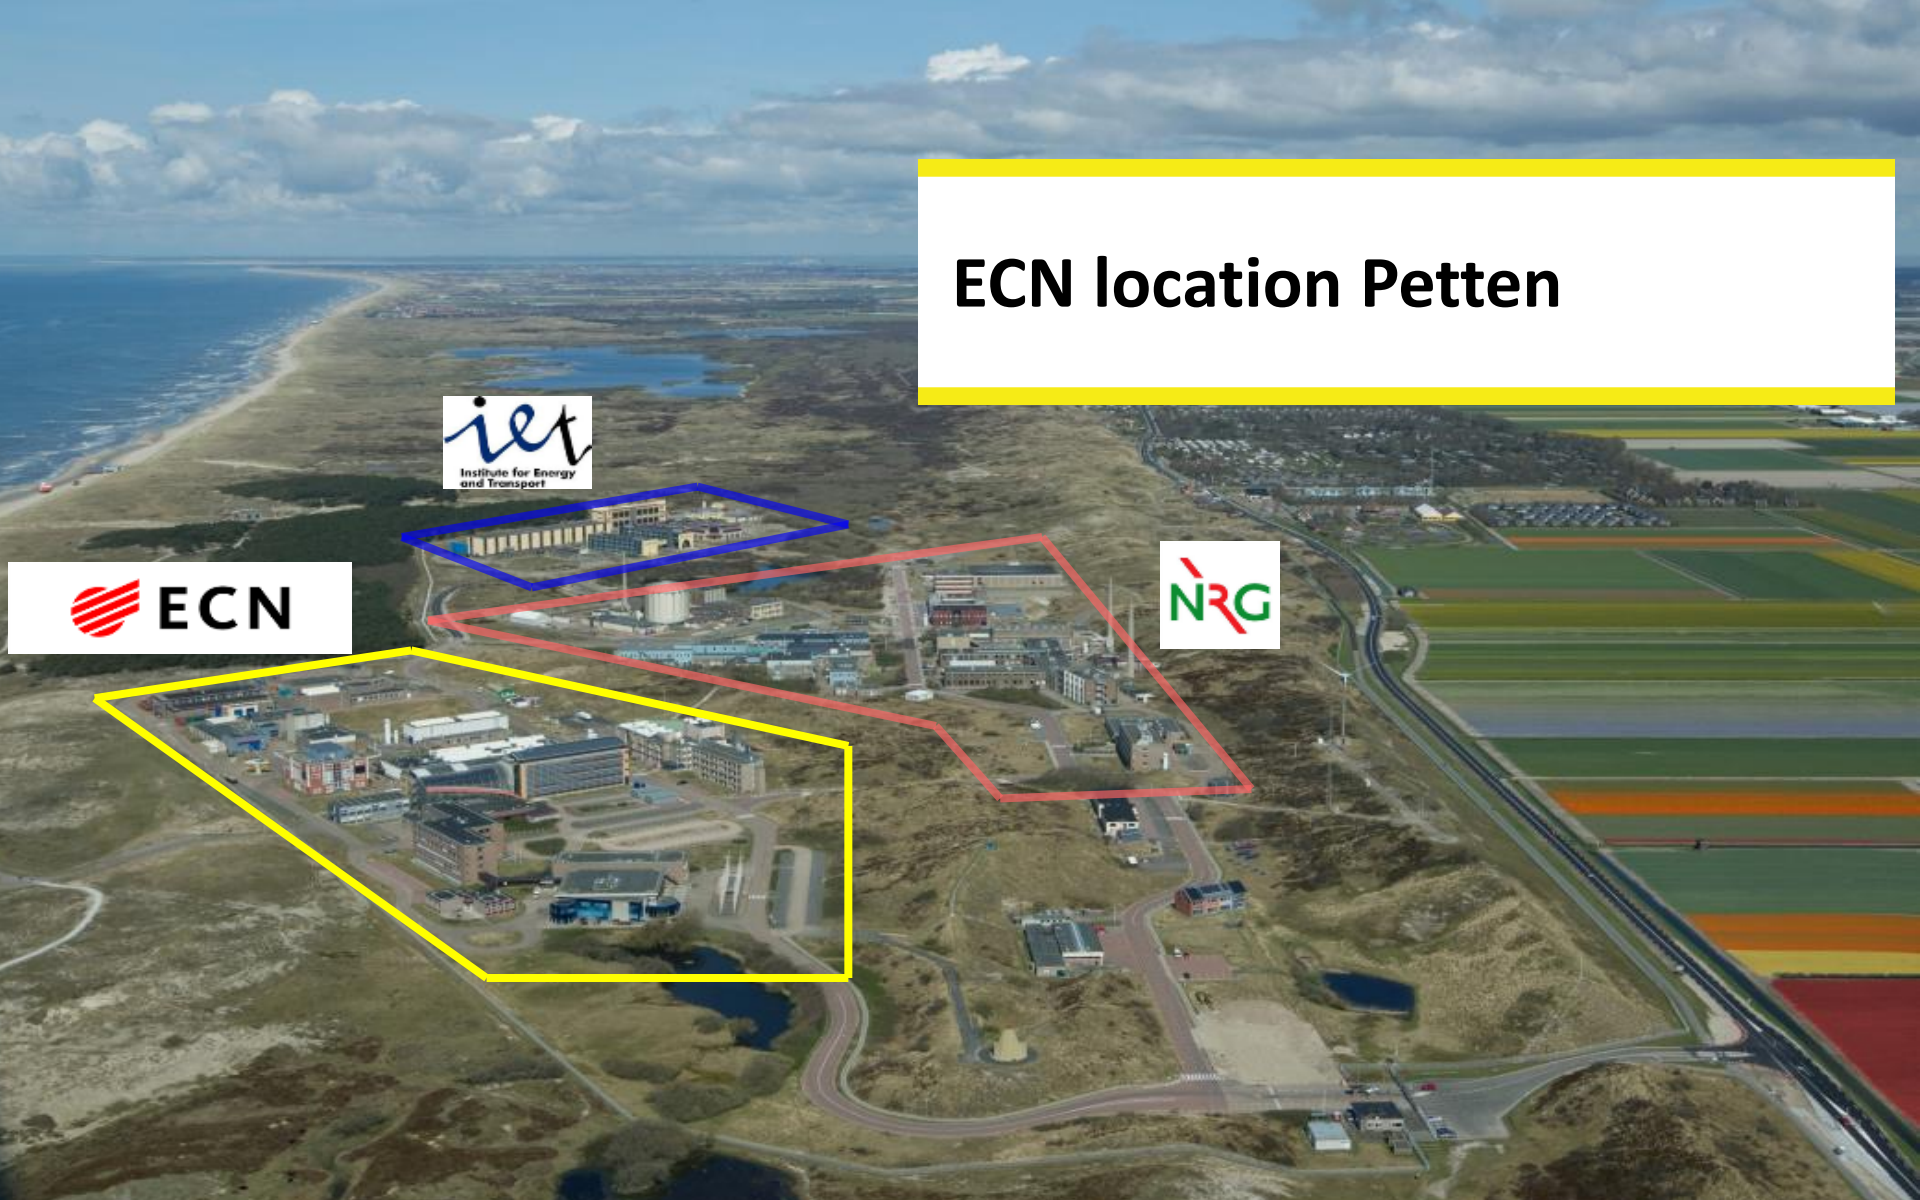 ECN location Petten
iet
Institute for Energy
and Transport
ECN
NRG